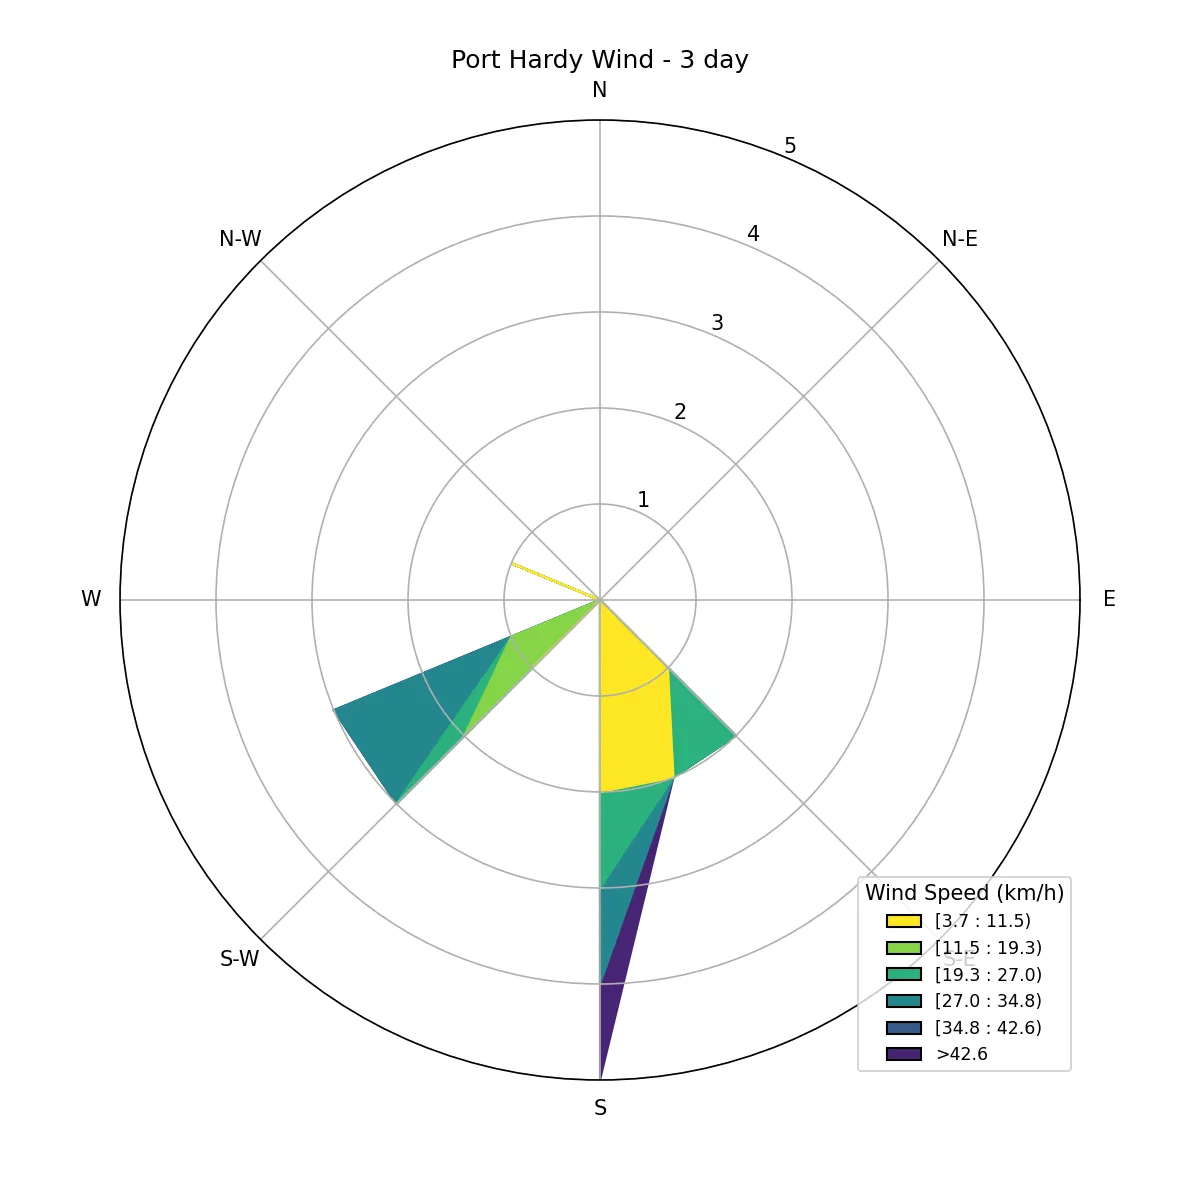 Port Hardy Wind - 3 day
N
5
N-W
N-E
4
3
2
1
W
E
Wind Speed (km/h)
[3.7 : 11.5)
[11.5 : 19.3)
S-W
S-E
[19.3 : 27.0)
[27.0 : 34.8)
[34.8 : 42.6)
>42.6
S